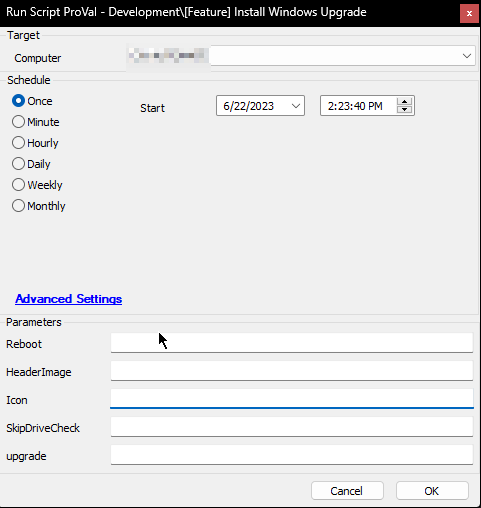 Run Script ProVal - Development\[Feature] Install Windows Upgrade
Target
Computer
Schedule
Once
Start
6/22/2023
2:23:40 PM
Minute
Hourly
Daily
Weekly
Monthly
Advanced Settings
Parameters
Reboot
HeaderImage
Icon
SkipDriveCheck
upgrade
Cancel
OK